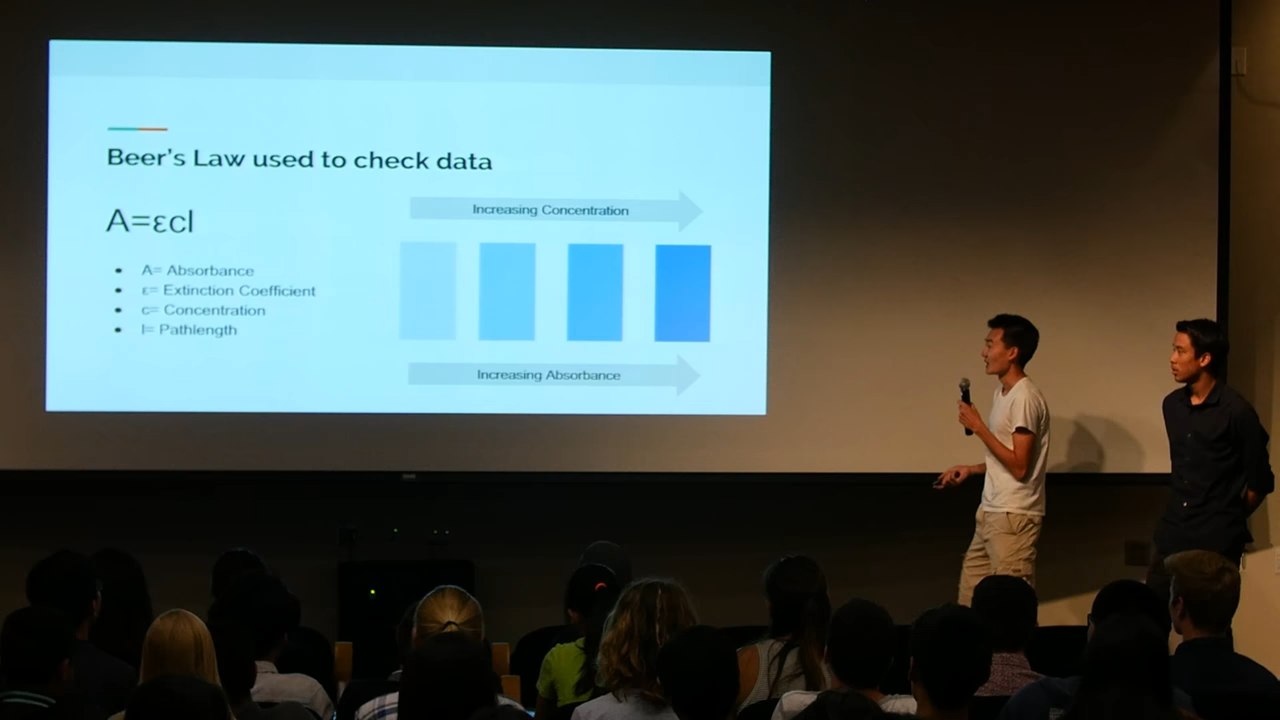 Beer's Law used to check data
A=εcl
• A= Absorbance
• ε= Extinction Coefficient
• c= Concentration
• l= Pathlength
Increasing Concentration
Increasing Absorbance